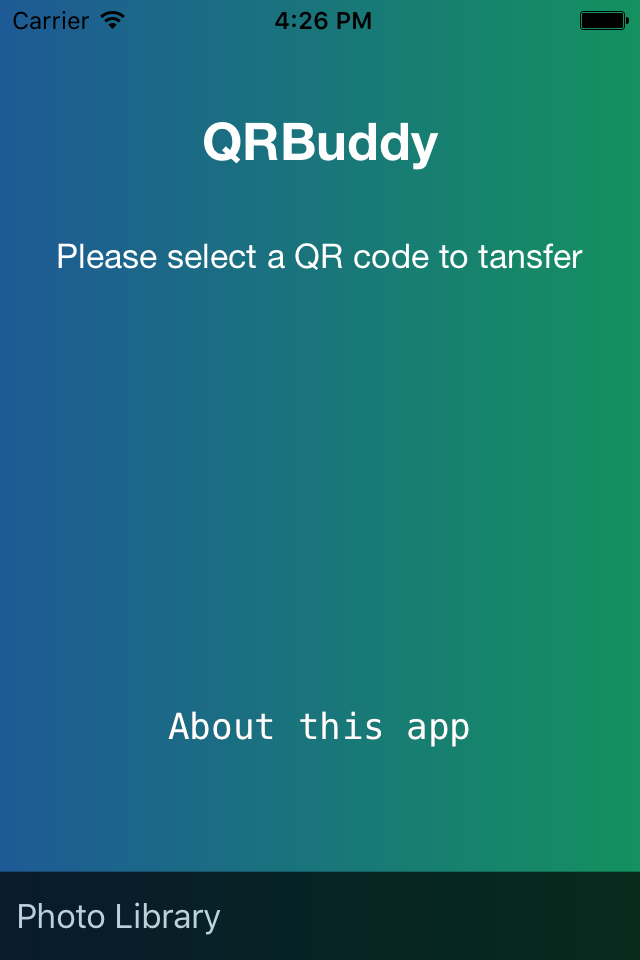 Carrier 4:26 PM
QRBuddy
Please select a QR code to tansfer
About this app
Photo Library